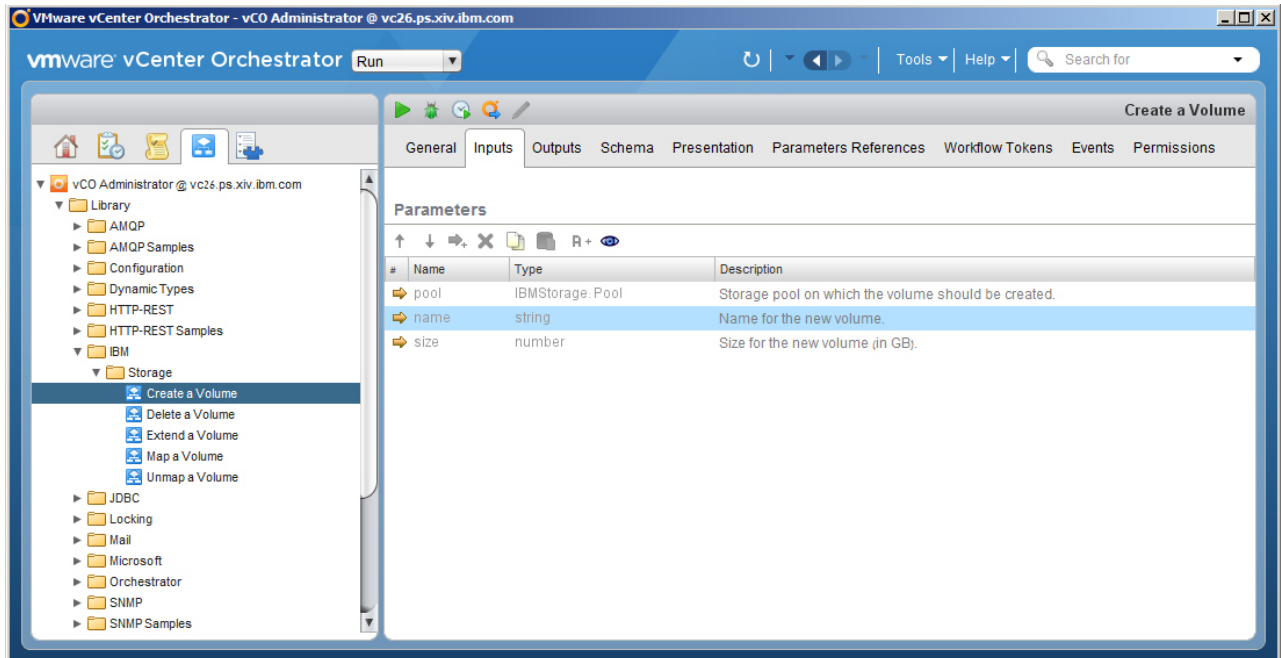 VMware vCenter Orchestrator - vCO Administrator @ vc26.ps.xiv.ibm.com
vmware vCenter Orchestrator Run
Tools Help Search for
Create a Volume
General Inputs Outputs Schema Presentation Parameters References Workflow Tokens Events Permissions
vCO Administrator @ vc26.ps.xiv.ibm.com
Library
AMQP
AMQP Samples
Configuration
Dynamic Types
HTTP-REST
HTTP-REST Samples
IBM
Storage
Create a Volume
Delete a Volume
Extend a Volume
Map a Volume
Unmap a Volume
JDBC
Locking
Mail
Microsoft
Orchestrator
SNMP
SNMP Samples
Parameters
A+
# Name Type Description
pool IBMStorage:Pool Storage pool on which the volume should be created.
name string Name for the new volume.
size number Size for the new volume (in GB).